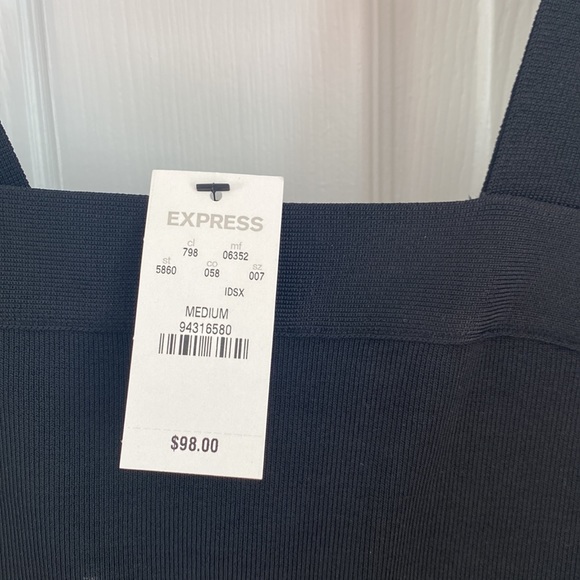 EXPRESS
cl mf
798 06352
st co sz
5860 058 007
IDSX
MEDIUM
94316580
$98.00